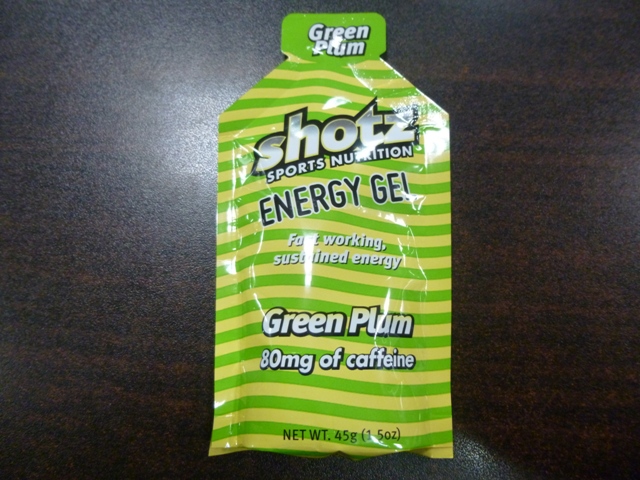 Green
Plum
shotz
SPORTS NUTRITION
ENERGY GEL
Fast working,
sustained energy
Green Plum
80mg of caffeine
NET WT. 45g (1.5oz)